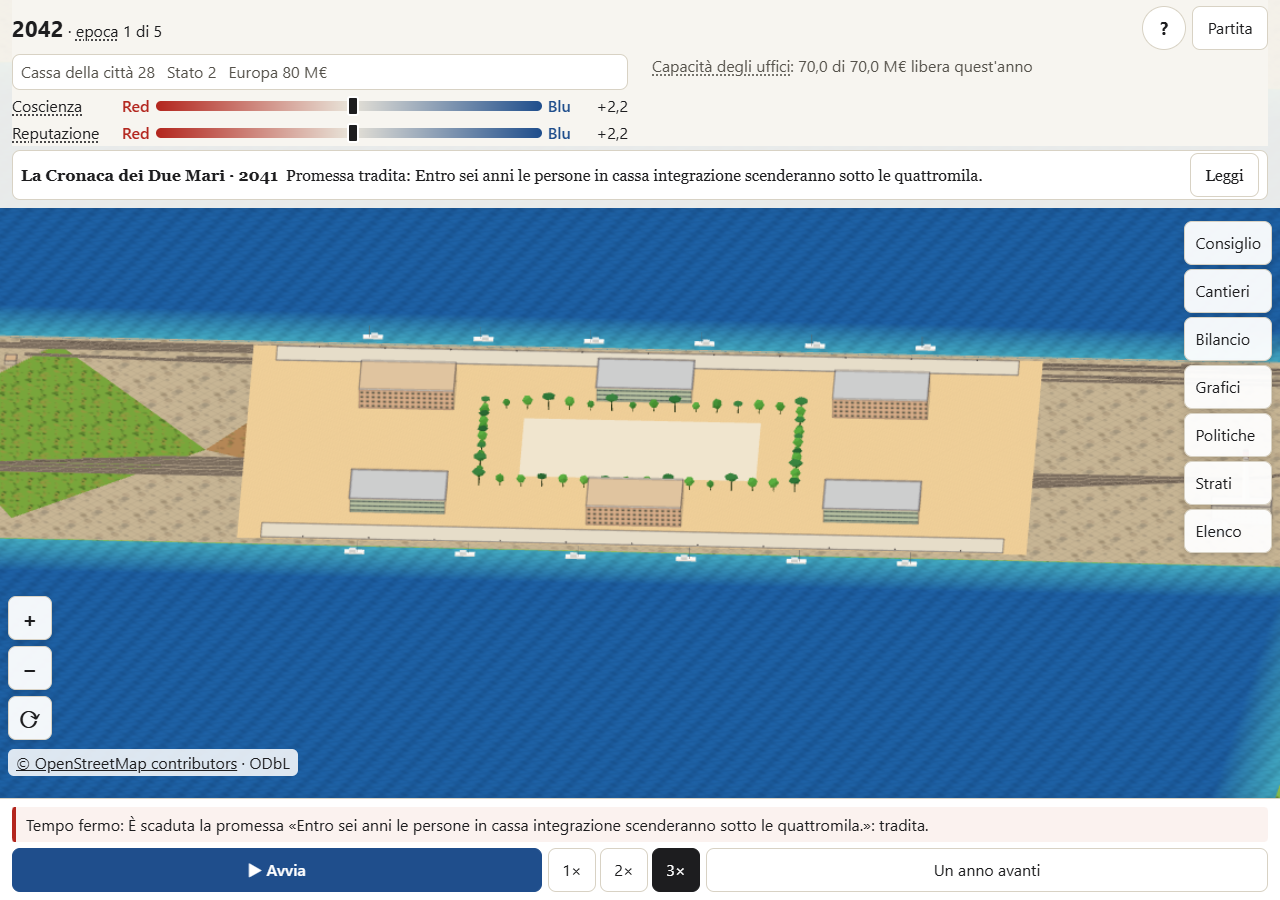 2042 · epoca 1 di 5
?
Partita
Cassa della città 28 Stato 2 Europa 80 M€
Capacità degli uffici: 70,0 di 70,0 M€ libera quest'anno
Coscienza Red Blu +2,2
Reputazione Red Blu +2,2
La Cronaca dei Due Mari · 2041 Promessa tradita: Entro sei anni le persone in cassa integrazione scenderanno sotto le quattromila.
Leggi
Consiglio
Cantieri
Bilancio
Grafici
Politiche
Strati
Elenco
+
−
© OpenStreetMap contributors · ODbL
Tempo fermo: È scaduta la promessa «Entro sei anni le persone in cassa integrazione scenderanno sotto le quattromila.»: tradita.
▶ Avvia
1×
2×
3×
Un anno avanti